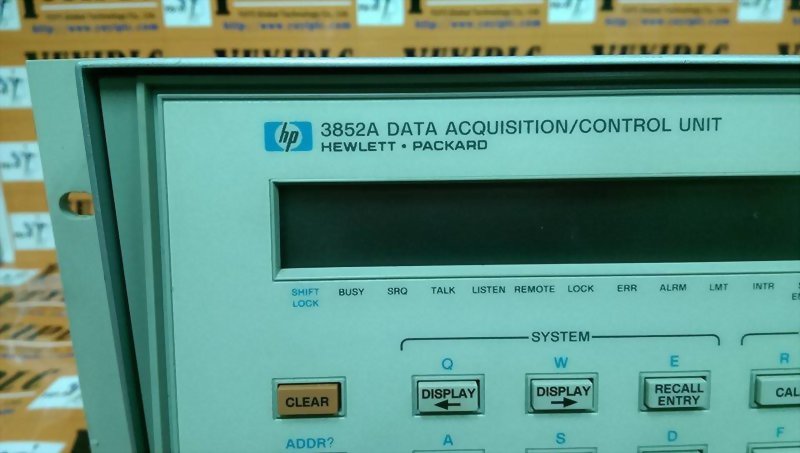 hp 3852A DATA ACQUISITION/CONTROL UNIT
HEWLETT • PACKARD
SHIFT LOCK BUSY SRQ TALK LISTEN REMOTE LOCK ERR ALRM LMT INTR
SYSTEM
Q W E R
CLEAR DISPLAY ← DISPLAY → RECALL ENTRY
ADDR? A S D F